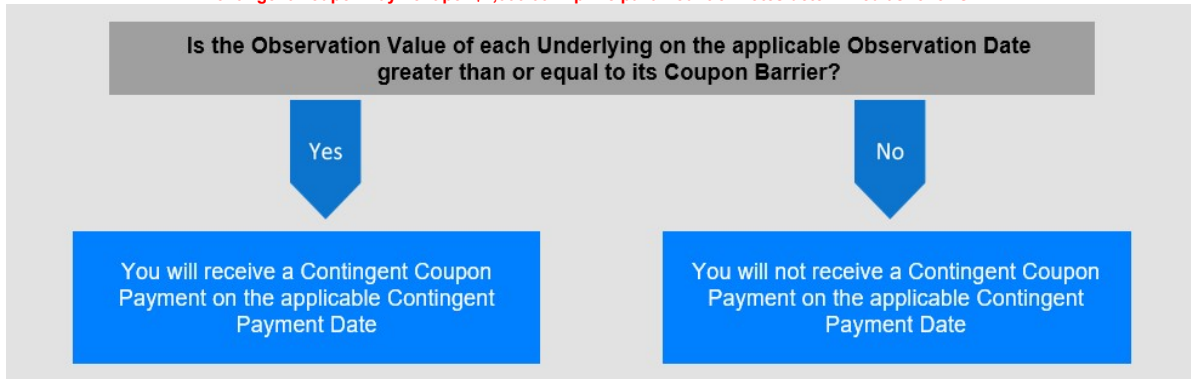 Is the Observation Value of each Underlying on the applicable Observation Date
greater than or equal to its Coupon Barrier?
Yes
No
You will receive a Contingent Coupon
Payment on the applicable Contingent
Payment Date
You will not receive a Contingent Coupon
Payment on the applicable Contingent
Payment Date